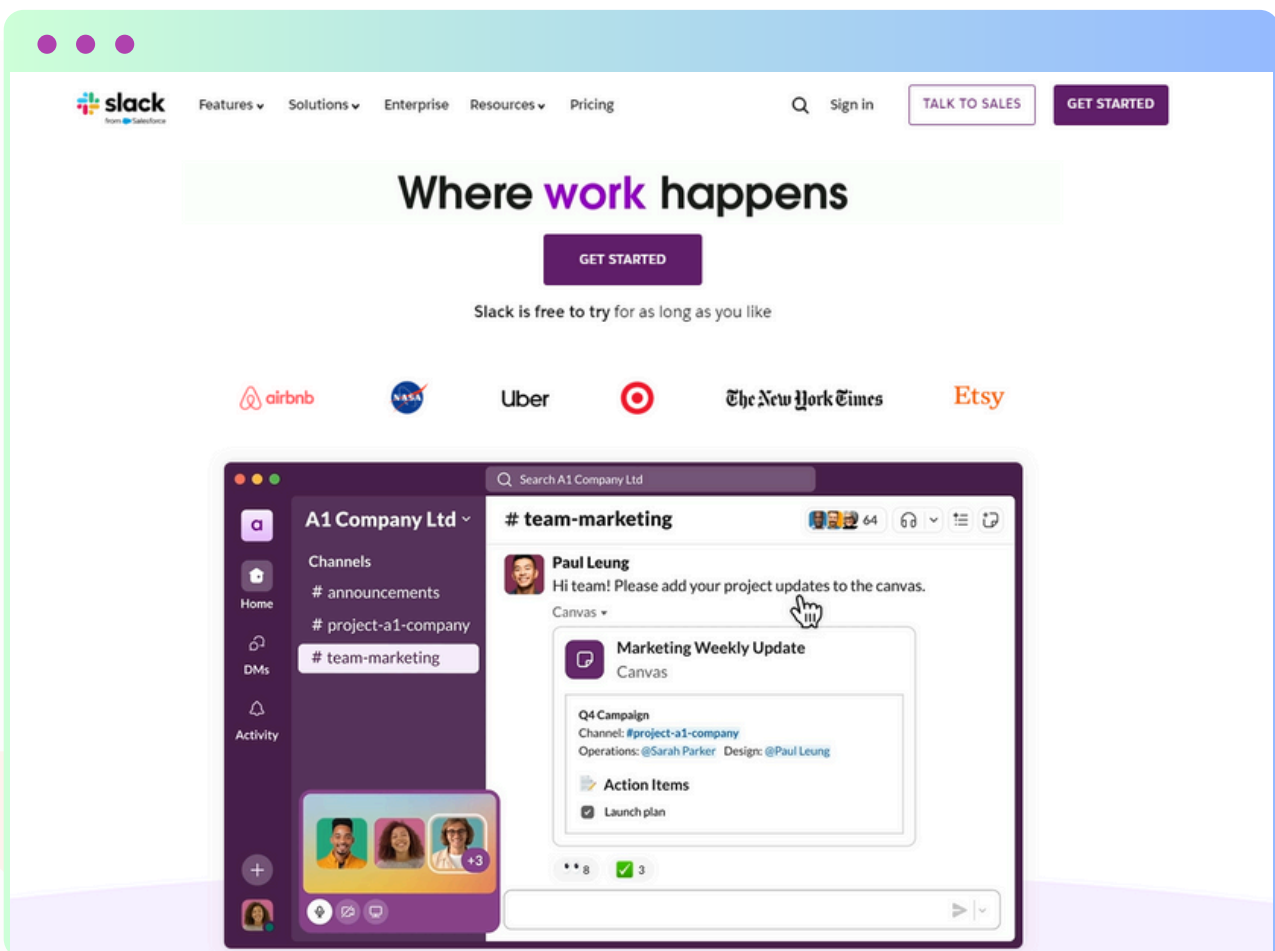 slack
from Salesforce
Features Solutions Enterprise Resources Pricing Sign in TALK TO SALES GET STARTED
Where work happens
GET STARTED
Slack is free to try for as long as you like
airbnb NASA Uber The New York Times Etsy
Search A1 Company Ltd
a A1 Company Ltd # team-marketing 64
Channels
# announcements
# project-a1-company
# team-marketing
Home
DMs
Activity
+3
Paul Leung
Hi team! Please add your project updates to the canvas.
Canvas
Marketing Weekly Update
Canvas
Q4 Campaign
Channel: #project-a1-company
Operations: @Sarah Parker Design: @Paul Leung
Action Items
Launch plan
8 3